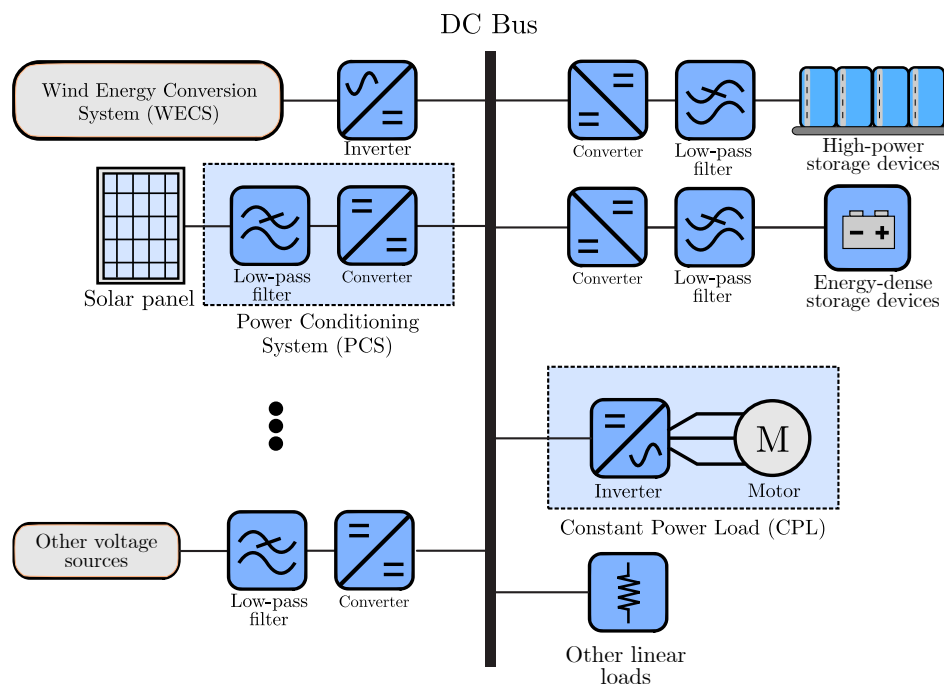 DC Bus
Wind Energy Conversion
System (WECS)
Inverter
Converter
Low-pass
filter
High-power
storage devices
Solar panel
Low-pass
filter
Converter
Power Conditioning
System (PCS)
Converter
Low-pass
filter
Energy-dense
storage devices
M
Inverter
Motor
Constant Power Load (CPL)
Other voltage
sources
Low-pass
filter
Converter
Other linear
loads